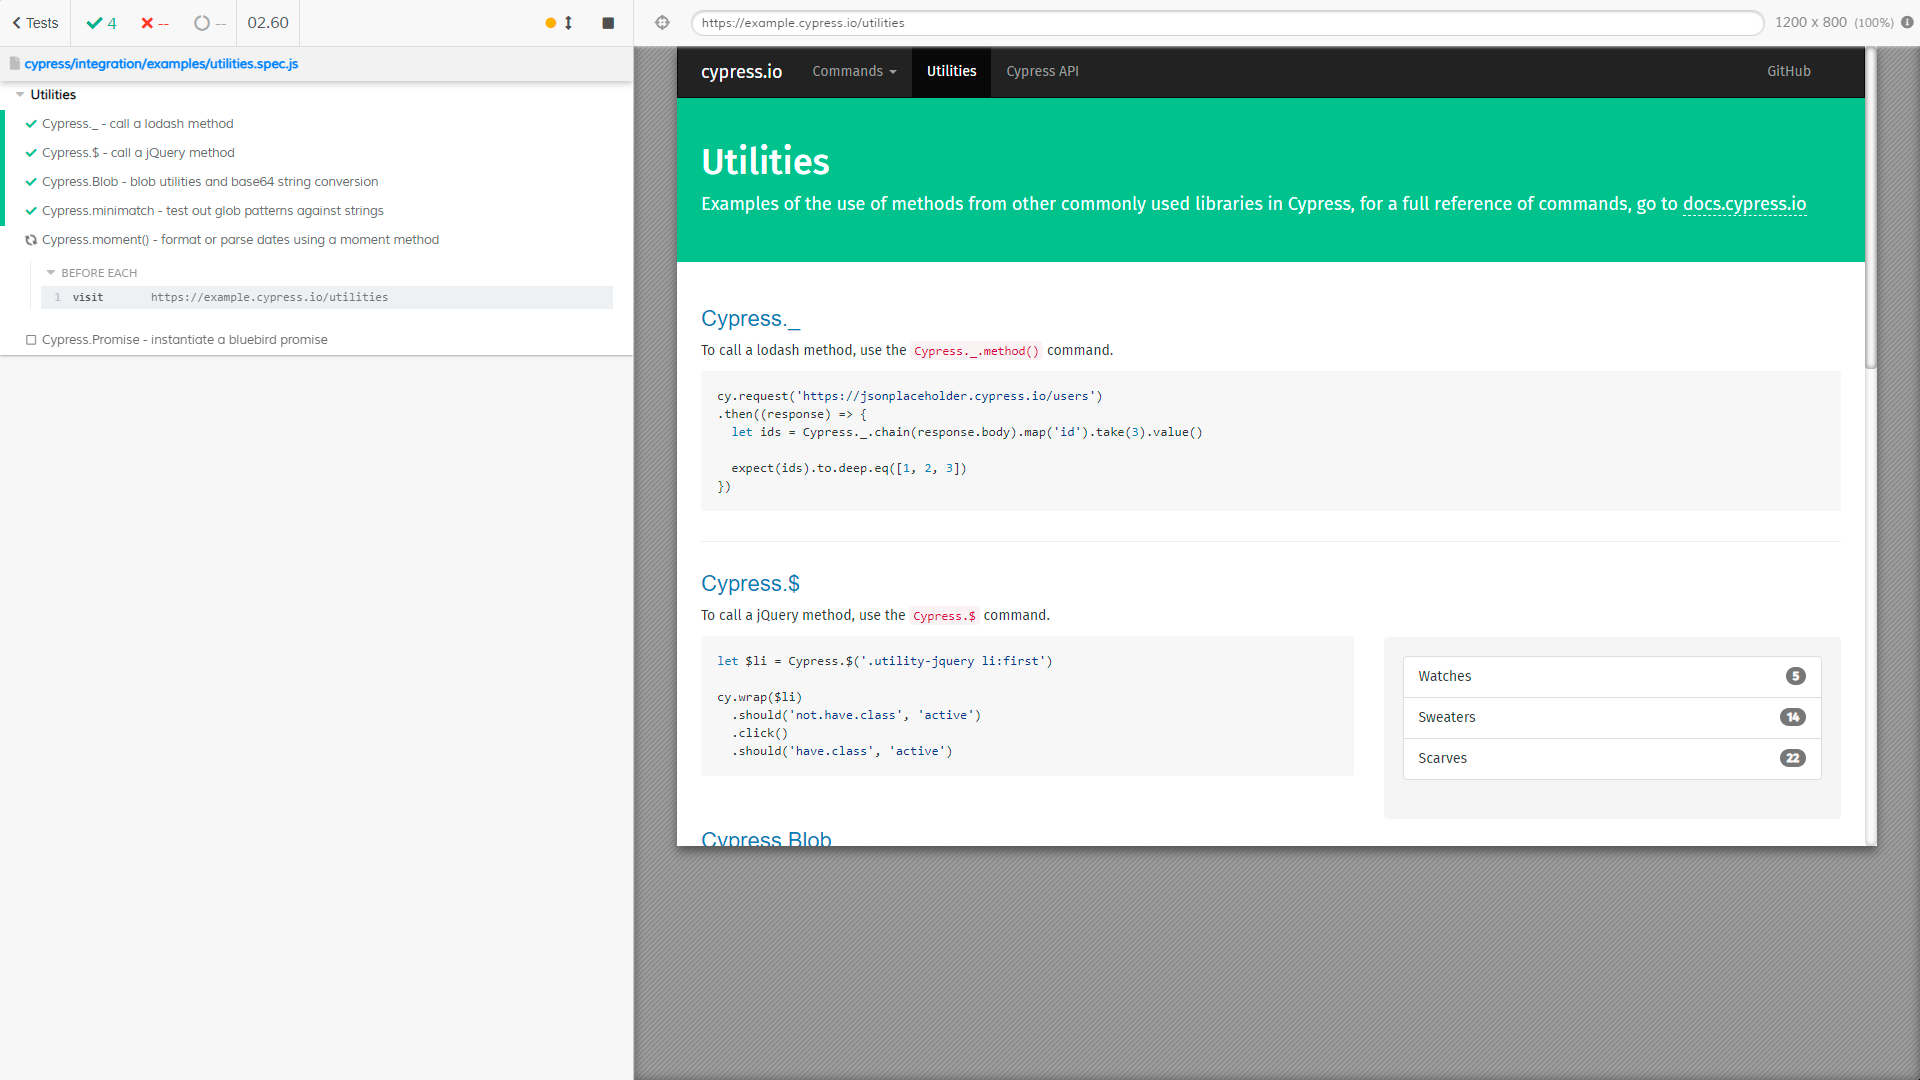 Tests
4
--
--
02.60
https://example.cypress.io/utilities
1200 x 800 (100%)
cypress/integration/examples/utilities.spec.js
Utilities
Cypress._ - call a lodash method
Cypress.$ - call a jQuery method
Cypress.Blob - blob utilities and base64 string conversion
Cypress.minimatch - test out glob patterns against strings
Cypress.moment() - format or parse dates using a moment method
BEFORE EACH
1 visit https://example.cypress.io/utilities
Cypress.Promise - instantiate a bluebird promise
cypress.io Commands Utilities Cypress API GitHub
Utilities
Examples of the use of methods from other commonly used libraries in Cypress, for a full reference of commands, go to docs.cypress.io
Cypress._
To call a lodash method, use the Cypress._.method() command.
cy.request('https://jsonplaceholder.cypress.io/users')
.then((response) => {
  let ids = Cypress._.chain(response.body).map('id').take(3).value()
  expect(ids).to.deep.eq([1, 2, 3])
})
Cypress.$
To call a jQuery method, use the Cypress.$ command.
let $li = Cypress.$('.utility-jquery li:first')
cy.wrap($li)
  .should('not.have.class', 'active')
  .click()
  .should('have.class', 'active')
Watches 5
Sweaters 14
Scarves 22
Cypress Blob